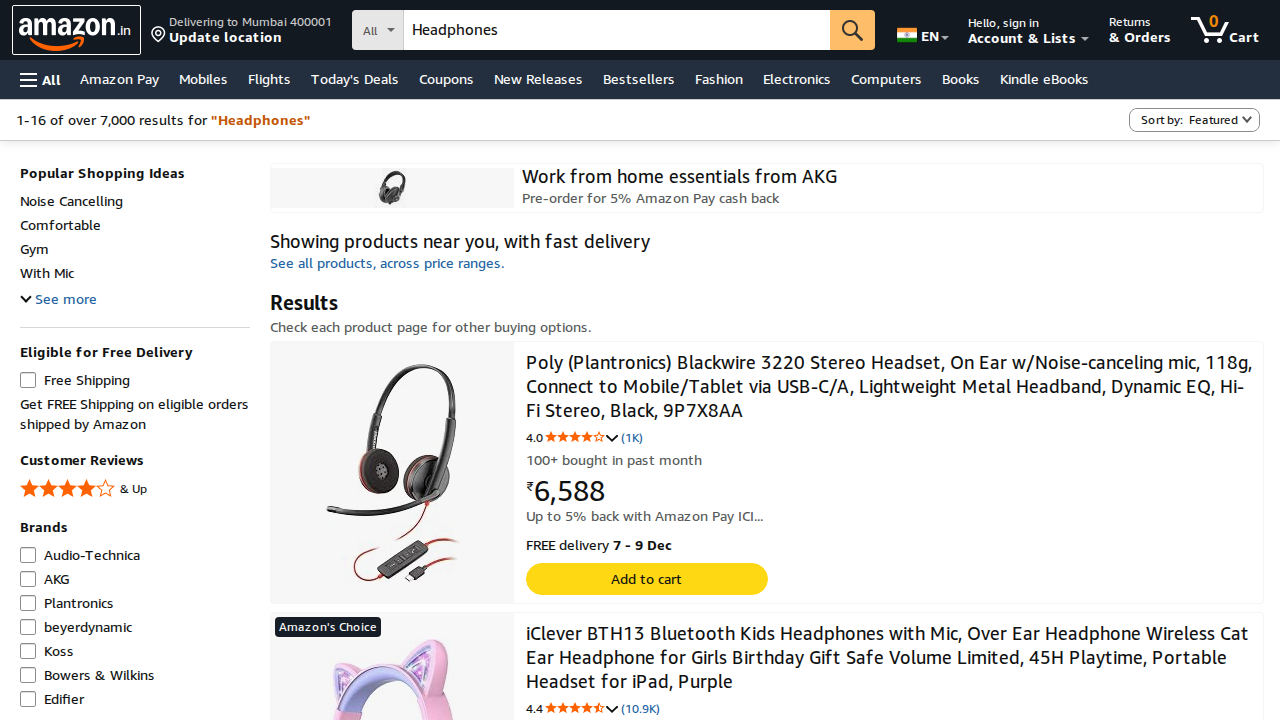 amazon.in
Delivering to Mumbai 400001
Update location
All
Headphones
EN
Hello, sign in
Account & Lists
Returns
& Orders
0
Cart
All
Amazon Pay
Mobiles
Flights
Today's Deals
Coupons
New Releases
Bestsellers
Fashion
Electronics
Computers
Books
Kindle eBooks
1-16 of over 7,000 results for "Headphones"
Sort by: Featured
Popular Shopping Ideas
Noise Cancelling
Comfortable
Gym
With Mic
See more
Eligible for Free Delivery
Free Shipping
Get FREE Shipping on eligible orders
shipped by Amazon
Customer Reviews
& Up
Brands
Audio-Technica
AKG
Plantronics
beyerdynamic
Koss
Bowers & Wilkins
Edifier
Work from home essentials from AKG
Pre-order for 5% Amazon Pay cash back
Showing products near you, with fast delivery
See all products, across price ranges.
Results
Check each product page for other buying options.
Poly (Plantronics) Blackwire 3220 Stereo Headset, On Ear w/Noise-canceling mic, 118g,
Connect to Mobile/Tablet via USB-C/A, Lightweight Metal Headband, Dynamic EQ, Hi-
Fi Stereo, Black, 9P7X8AA
4.0 (1K)
100+ bought in past month
₹6,588
Up to 5% back with Amazon Pay ICI...
FREE delivery 7 - 9 Dec
Add to cart
Amazon's Choice
iClever BTH13 Bluetooth Kids Headphones with Mic, Over Ear Headphone Wireless Cat
Ear Headphone for Girls Birthday Gift Safe Volume Limited, 45H Playtime, Portable
Headset for iPad, Purple
4.4 (10.9K)